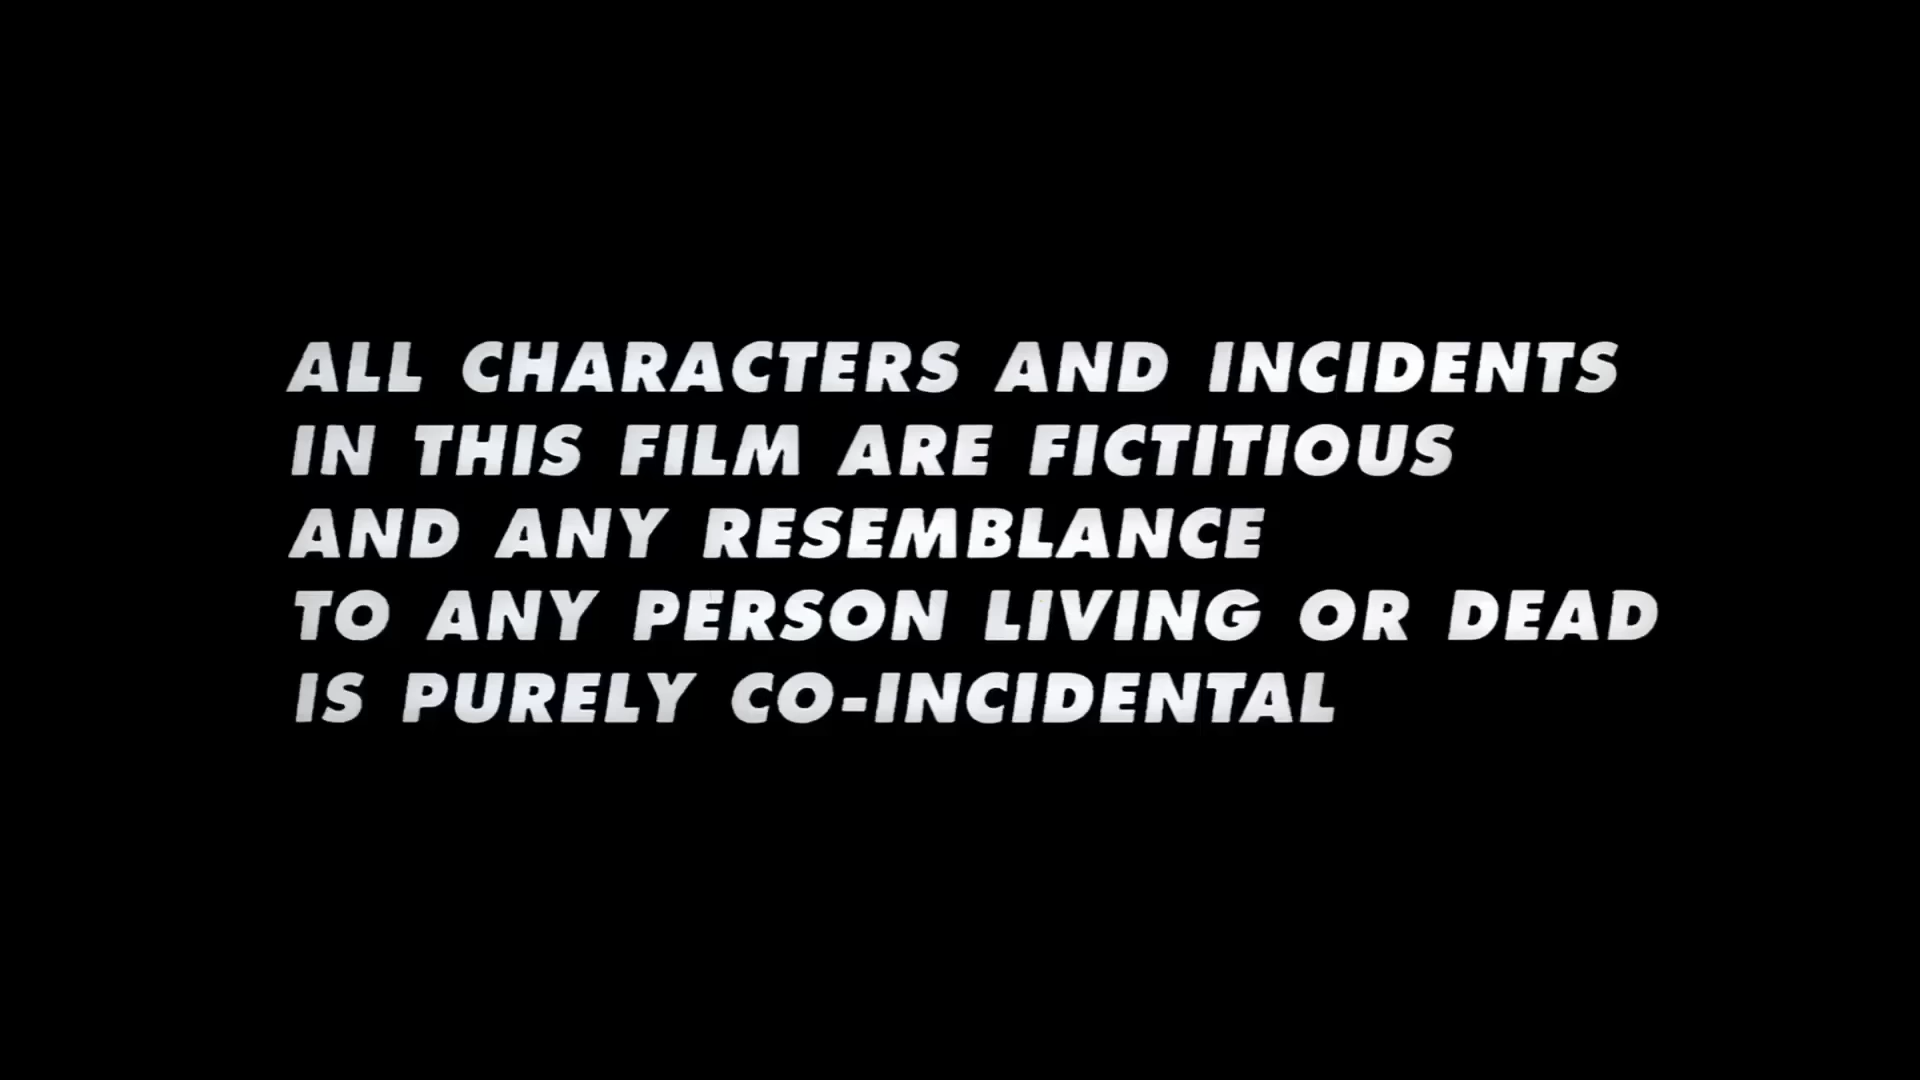 ALL CHARACTERS AND INCIDENTS
IN THIS FILM ARE FICTITIOUS
AND ANY RESEMBLANCE
TO ANY PERSON LIVING OR DEAD
IS PURELY CO-INCIDENTAL